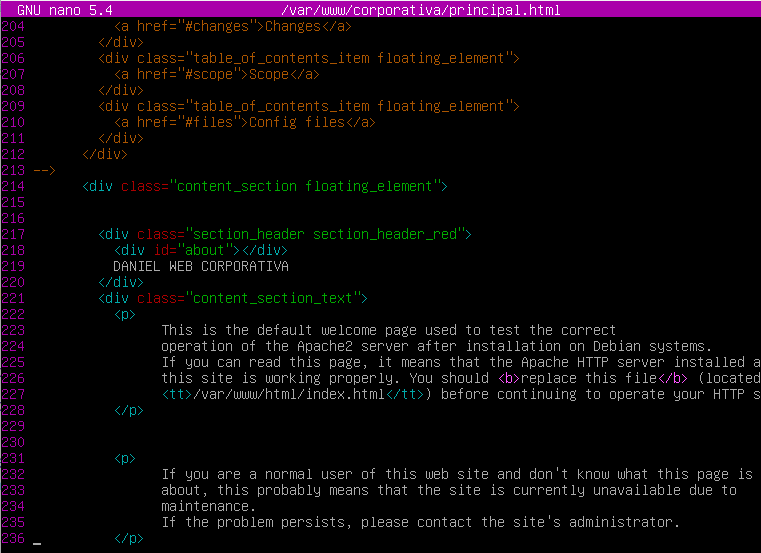 GNU nano 5.4 /var/www/corporativa/principal.html
204 <a href="#changes">Changes</a>
205 </div>
206 <div class="table_of_contents_item floating_element">
207 <a href="#scope">Scope</a>
208 </div>
209 <div class="table_of_contents_item floating_element">
210 <a href="#files">Config files</a>
211 </div>
212 </div>
213 -->
214 <div class="content_section floating_element">
215
216
217 <div class="section_header section_header_red">
218 <div id="about"></div>
219 DANIEL WEB CORPORATIVA
220 </div>
221 <div class="content_section_text">
222 <p>
223 This is the default welcome page used to test the correct
224 operation of the Apache2 server after installation on Debian systems.
225 If you can read this page, it means that the Apache HTTP server installed a
226 this site is working properly. You should <b>replace this file</b> (located
227 <tt>/var/www/html/index.html</tt>) before continuing to operate your HTTP s
228 </p>
229
230
231 <p>
232 If you are a normal user of this web site and don't know what this page is
233 about, this probably means that the site is currently unavailable due to
234 maintenance.
235 If the problem persists, please contact the site's administrator.
236 </p>